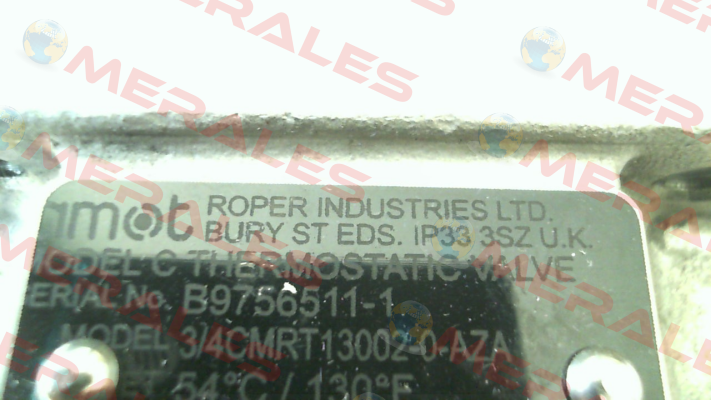 MERALES
MERALES
MERALES
amot ROPER INDUSTRIES LTD.
BURY ST EDS. IP33 3SZ U.K.
MODEL C THERMOSTATIC VALVE
SERIAL No. B9756511-1
MODEL 3/4CMRT13002-0-AZA
54°C / 130°F
MERALES
MERALES